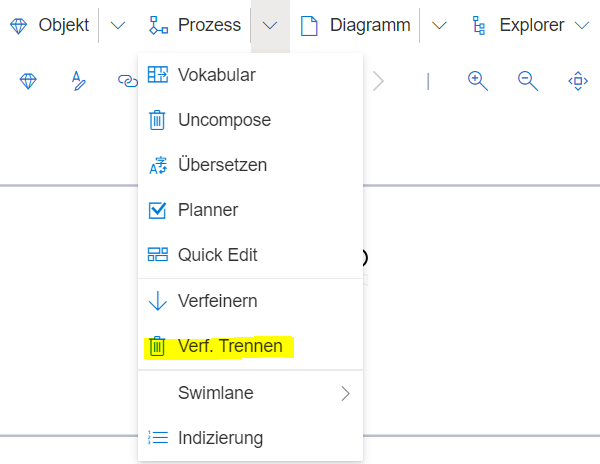 Objekt Prozess Diagramm Explorer
Vokabular
Uncompose
Übersetzen
Planner
Quick Edit
Verfeinern
Verf. Trennen
Swimlane
Indizierung